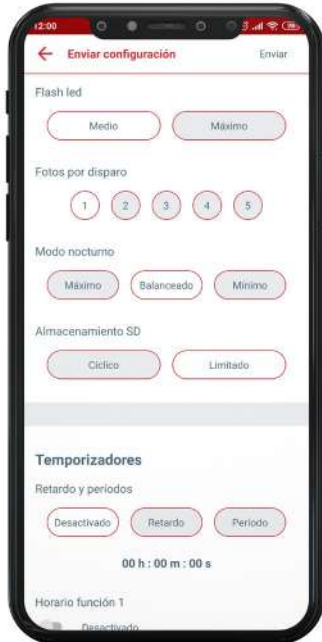 12:00
Enviar configuración Enviar
Flash led
Medio Máximo
Fotos por disparo
1 2 3 4 5
Modo nocturno
Máximo Balanceado Mínimo
Almacenamiento SD
Cíclico Limitado
Temporizadores
Retardo y periodos
Desactivado Retardo Periodo
00 h : 00 m : 00 s
Horario función 1
Desactivado